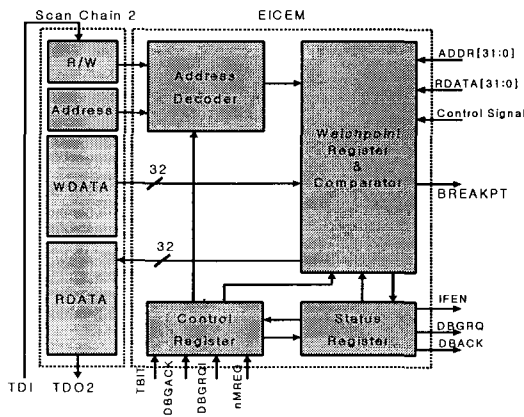 Scan Chain 2
EICEM
R/W
Address
WDATA
RDATA
Address
Decoder
32
32
Watchpoint
Register
&
Comparator
Control
Register
Status
Register
ADDR[31:0]
RDATA[31:0]
Control Signal
BREAKPT
IFEN
DBGRQ
DBACK
TDI
TDO2
TBIT
DBGACK
DBGRQI
nMREG